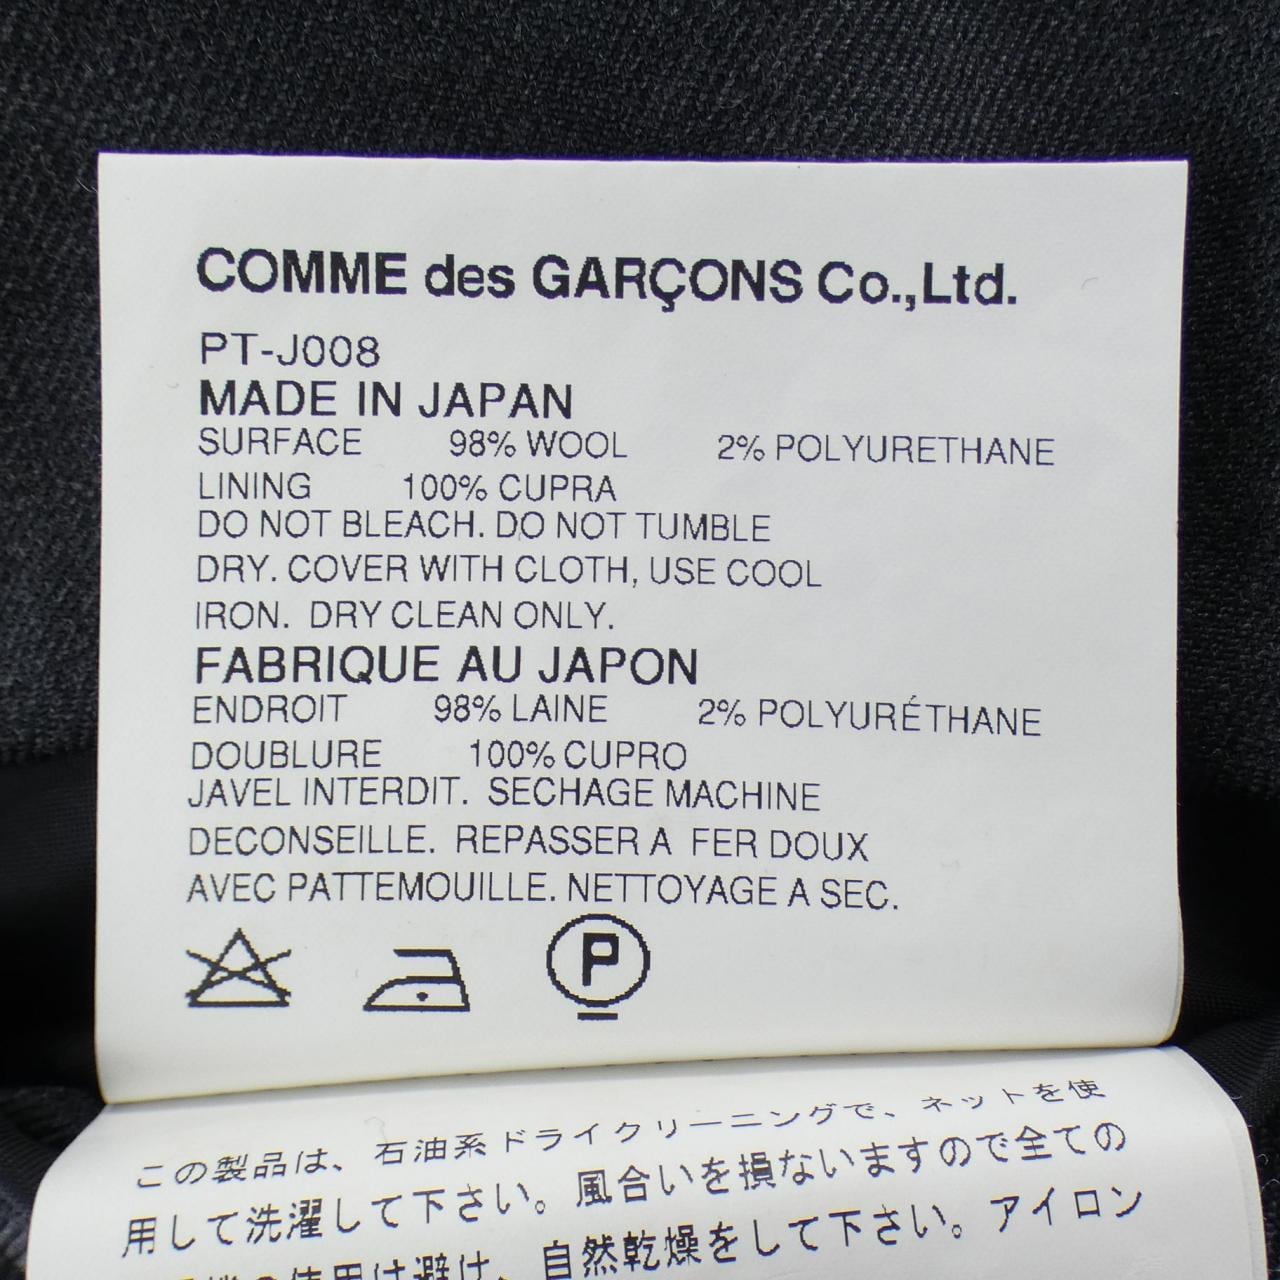 COMME des GARÇONS Co.,Ltd.
PT-J008
MADE IN JAPAN
SURFACE 98% WOOL 2% POLYURETHANE
LINING 100% CUPRA
DO NOT BLEACH. DO NOT TUMBLE
DRY. COVER WITH CLOTH, USE COOL
IRON. DRY CLEAN ONLY.
FABRIQUE AU JAPON
ENDROIT 98% LAINE 2% POLYURÉTHANE
DOUBLURE 100% CUPRO
JAVEL INTERDIT. SECHAGE MACHINE
DECONSEILLE. REPASSER A FER DOUX
AVEC PATTEMOUILLE. NETTOYAGE A SEC.
P
この製品は、石油系ドライクリーニングで、ネットを使
用して洗濯して下さい。風合いを損ないますので全ての
の使用は避け、自然乾燥をして下さい。アイロン